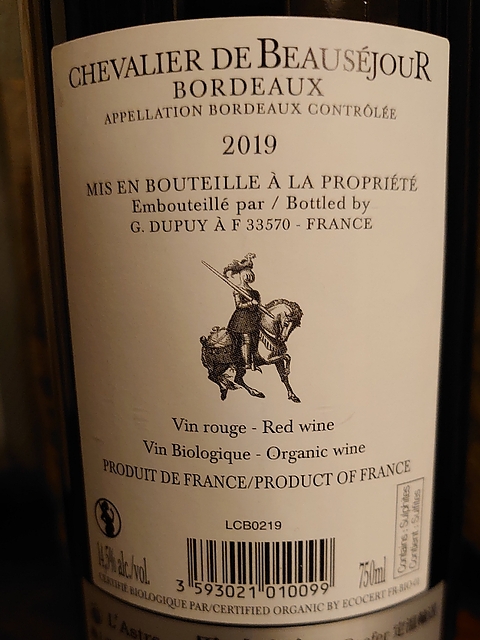 CHEVALIER DE BEAUSÉJOUR
BORDEAUX
APPELLATION BORDEAUX CONTRÔLÉE
2019
MIS EN BOUTEILLE À LA PROPRIÉTÉ
Embouteillé par / Bottled by
G. DUPUY À F 33570 - FRANCE
Vin rouge - Red wine
Vin Biologique - Organic wine
PRODUIT DE FRANCE/PRODUCT OF FRANCE
LCB0219
14,5% alc./vol.
3 593021 010099
750ml
Contains : Sulphites
Contient : Sulfites
CERTIFIÉ BIOLOGIQUE PAR/CERTIFIED ORGANIC BY ECOCERT FR-BIO-01